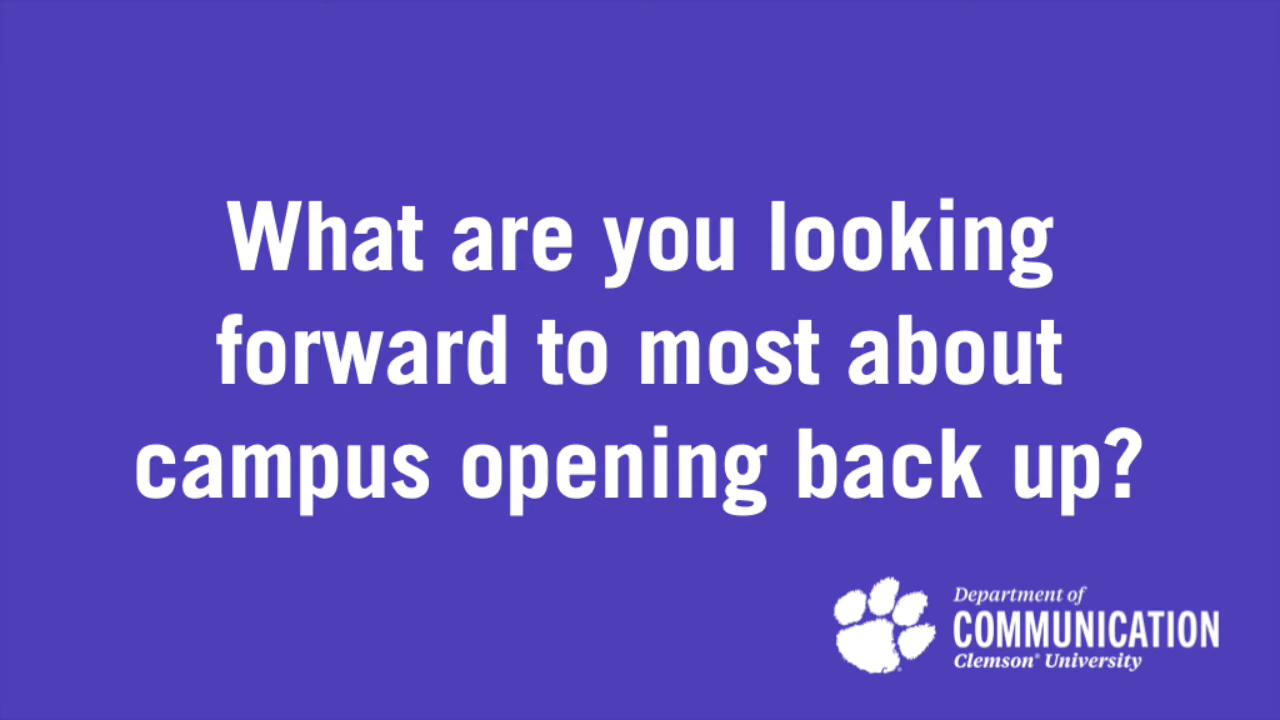 What are you looking
forward to most about
campus opening back up?
Department of
COMMUNICATION
Clemson® University